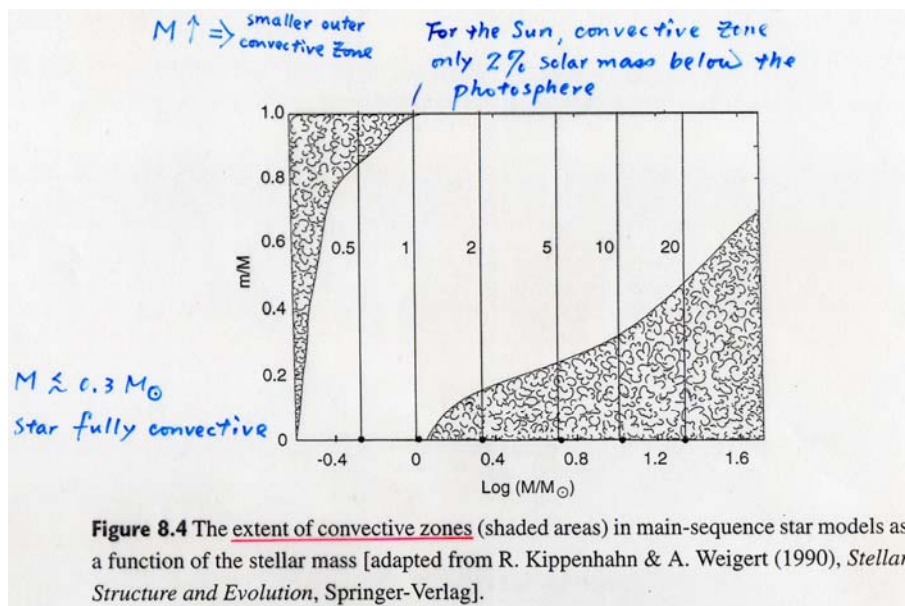 M ↑ ⇒ smaller outer
convective zone
For the Sun, convective zone
only 2% solar mass below the
photosphere
1.0
0.8
0.6
0.4
0.2
0
m/M
0.5 1 2 5 10 20
M ≲ 0.3 M☉
star fully convective
-0.4 0 0.4 0.8 1.2 1.6
Log (M/M☉)
Figure 8.4 The extent of convective zones (shaded areas) in main-sequence star models as
a function of the stellar mass [adapted from R. Kippenhahn & A. Weigert (1990), Stellar
Structure and Evolution, Springer-Verlag].